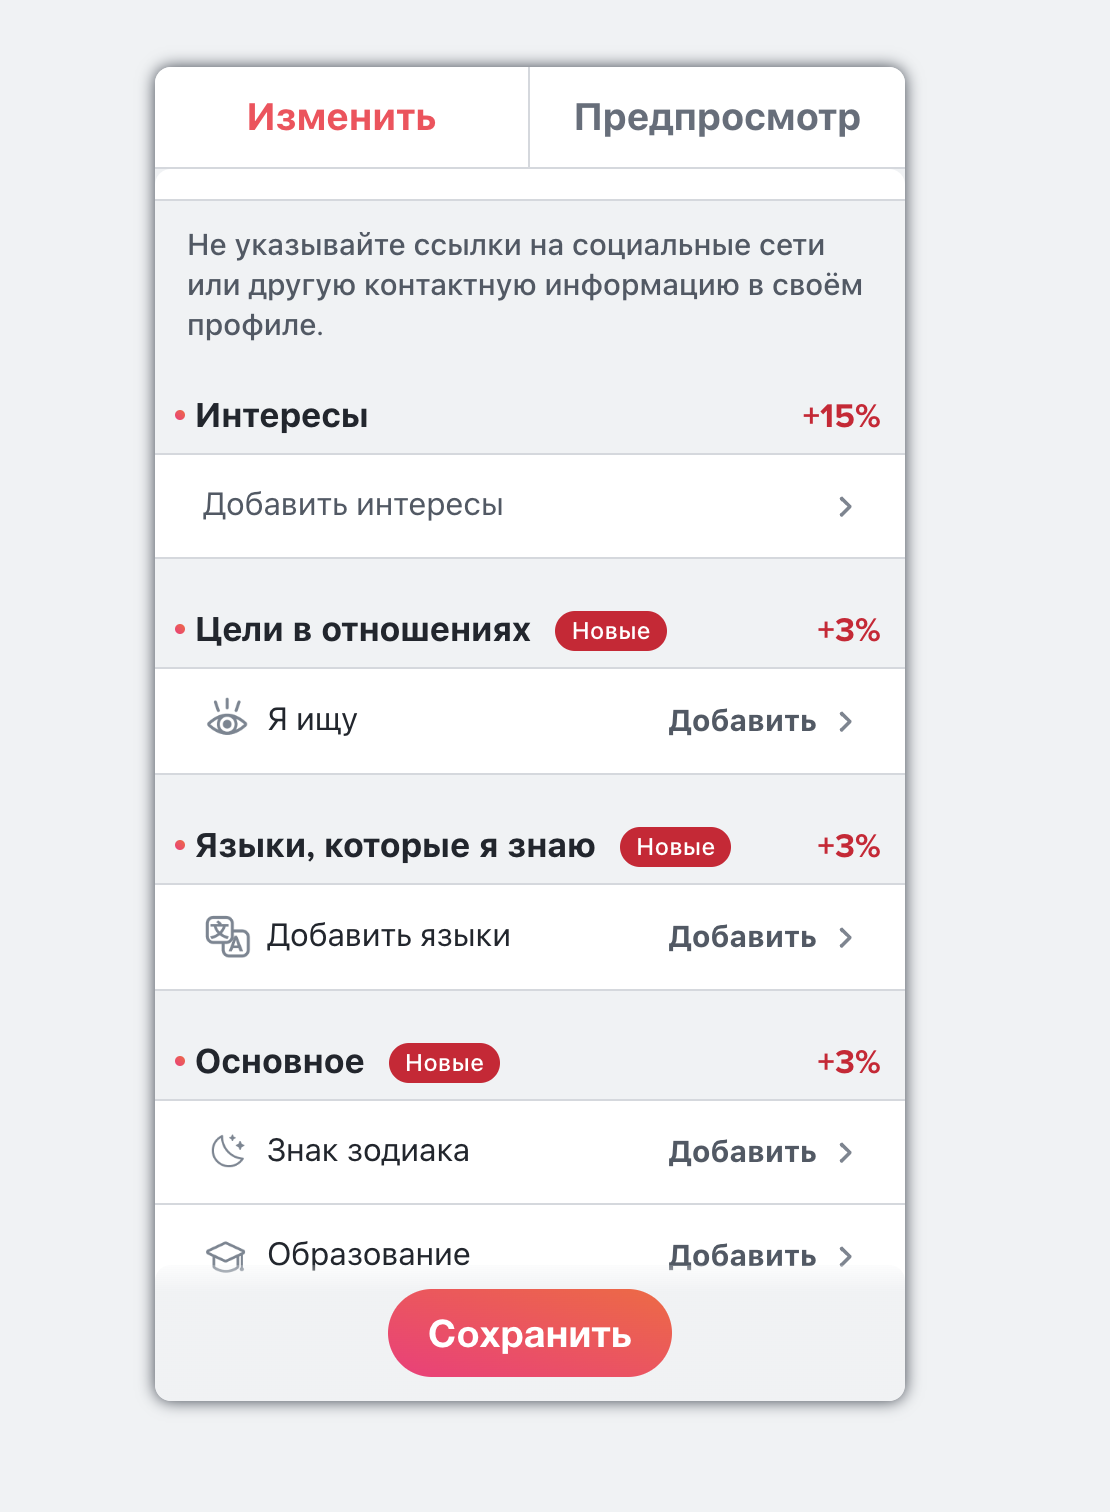 Изменить
Предпросмотр
Не указывайте ссылки на социальные сети
или другую контактную информацию в своём
профиле.
Интересы +15%
Добавить интересы
Цели в отношениях Новые +3%
Я ищу Добавить
Языки, которые я знаю Новые +3%
文 A Добавить языки Добавить
Основное Новые +3%
Знак зодиака Добавить
Образование Добавить
Сохранить